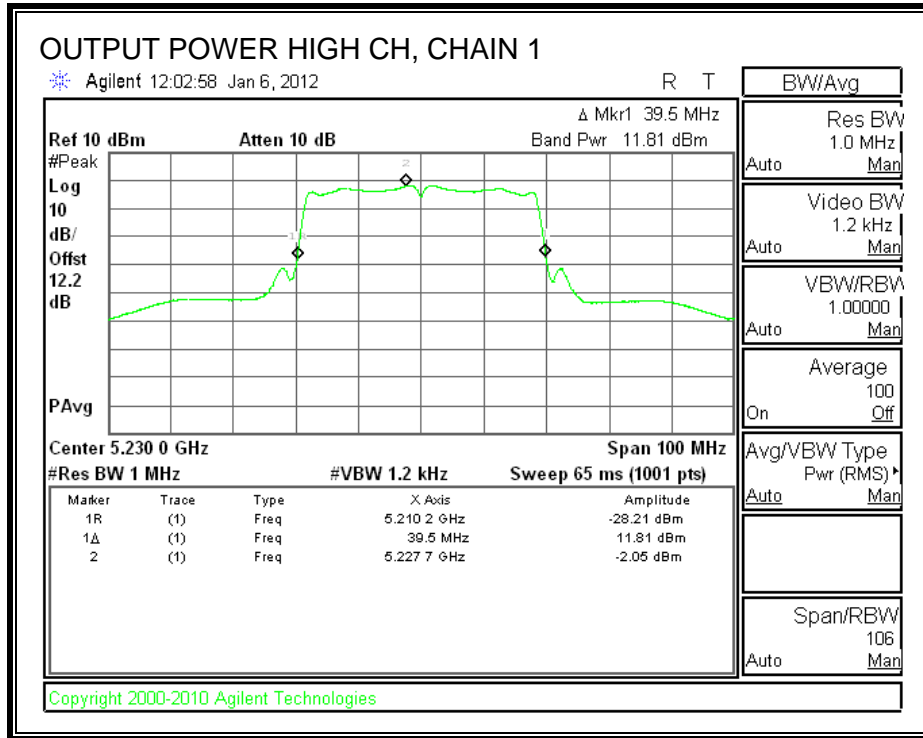 OUTPUT POWER HIGH CH, CHAIN 1
Agilent 12:02:58 Jan 6, 2012 R T
Δ Mkr1 39.5 MHz
Ref 10 dBm Atten 10 dB Band Pwr 11.81 dBm
#Peak
Log
10
dB/
Offst
12.2
dB
PAvg
2
1R
Center 5.230 0 GHz Span 100 MHz
#Res BW 1 MHz #VBW 1.2 kHz Sweep 65 ms (1001 pts)
Marker Trace Type X Axis Amplitude
1R (1) Freq 5.210 2 GHz -28.21 dBm
1Δ (1) Freq 39.5 MHz 11.81 dBm
2 (1) Freq 5.227 7 GHz -2.05 dBm
BW/Avg
Res BW
1.0 MHz
Auto Man
Video BW
1.2 kHz
Auto Man
VBW/RBW
1.00000
Auto Man
Average
100
On Off
Avg/VBW Type
Pwr (RMS)
Auto Man
Span/RBW
106
Auto Man
Copyright 2000-2010 Agilent Technologies